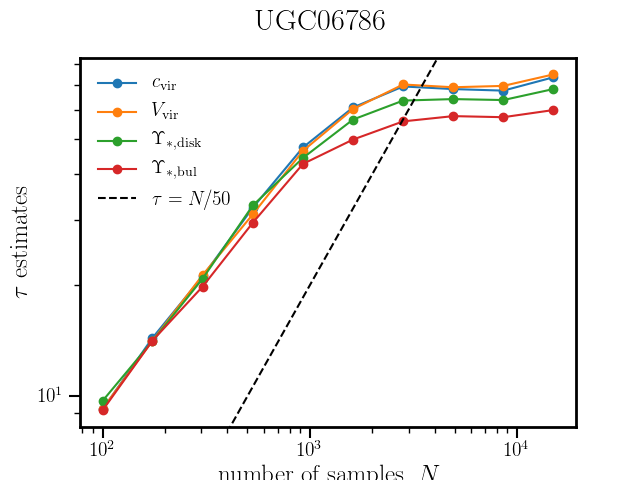 UGC06786
τ estimates
c_vir
V_vir
Υ_*,disk
Υ_*,bul
τ = N/50
10^1
10^2 10^3 10^4
number of samples, N